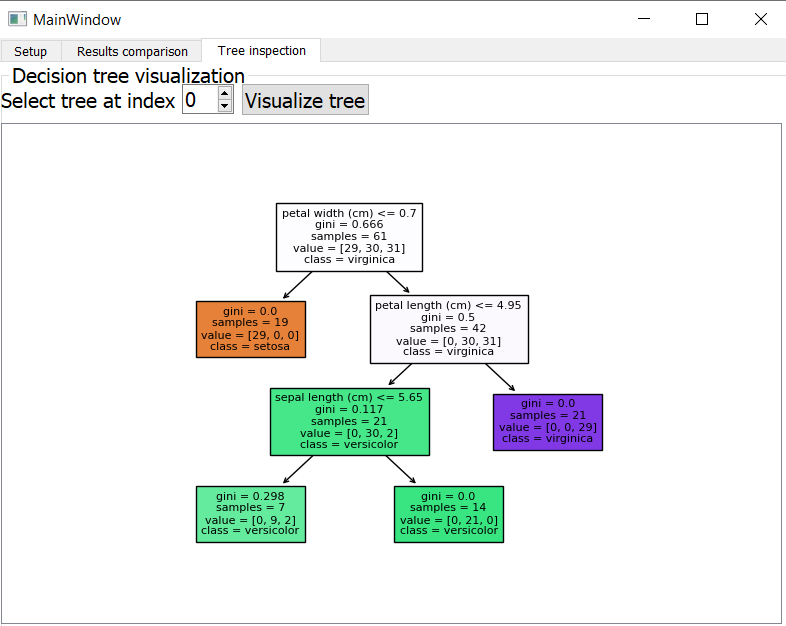 MainWindow
Setup
Results comparison
Tree inspection
Decision tree visualization
Select tree at index 0 Visualize tree
petal width (cm) <= 0.7
gini = 0.666
samples = 61
value = [29, 30, 31]
class = virginica
gini = 0.0
samples = 19
value = [29, 0, 0]
class = setosa
petal length (cm) <= 4.95
gini = 0.5
samples = 42
value = [0, 30, 31]
class = virginica
sepal length (cm) <= 5.65
gini = 0.117
samples = 21
value = [0, 30, 2]
class = versicolor
gini = 0.0
samples = 21
value = [0, 0, 29]
class = virginica
gini = 0.298
samples = 7
value = [0, 9, 2]
class = versicolor
gini = 0.0
samples = 14
value = [0, 21, 0]
class = versicolor